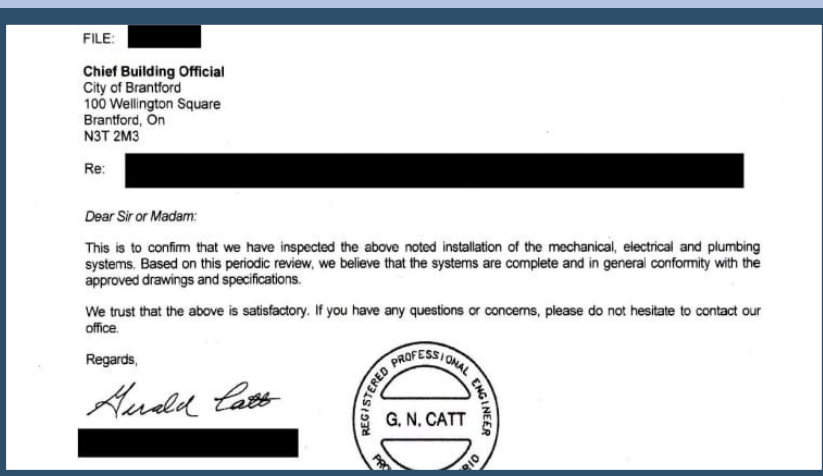 FILE:
Chief Building Official
City of Brantford
100 Wellington Square
Brantford, On
N3T 2M3
Re:
Dear Sir or Madam:
This is to confirm that we have inspected the above noted installation of the mechanical, electrical and plumbing
systems. Based on this periodic review, we believe that the systems are complete and in general conformity with the
approved drawings and specifications.
We trust that the above is satisfactory. If you have any questions or concerns, please do not hesitate to contact our
office.
Regards,
Gerald Catt
REGISTERED PROFESSIONAL ENGINEER
G. N. CATT